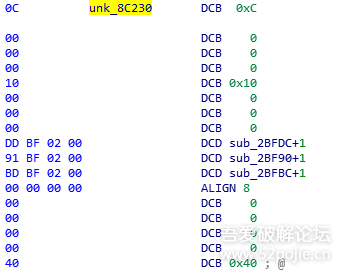 0C unk_8C230 DCB 0xC
00 DCB 0
00 DCB 0
00 DCB 0
10 DCB 0x10
00 DCB 0
00 DCB 0
00 DCB 0
DD BF 02 00 DCD sub_2BFDC+1
91 BF 02 00 DCD sub_2BF90+1
BD BF 02 00 DCD sub_2BFBC+1
00 00 00 00 ALIGN 8
00 DCB 0
00 DCB 0
00 DCB 0
00 DCB 0
40 DCB 0x40 ; @
吾爱破解论坛
www.52pojie.cn